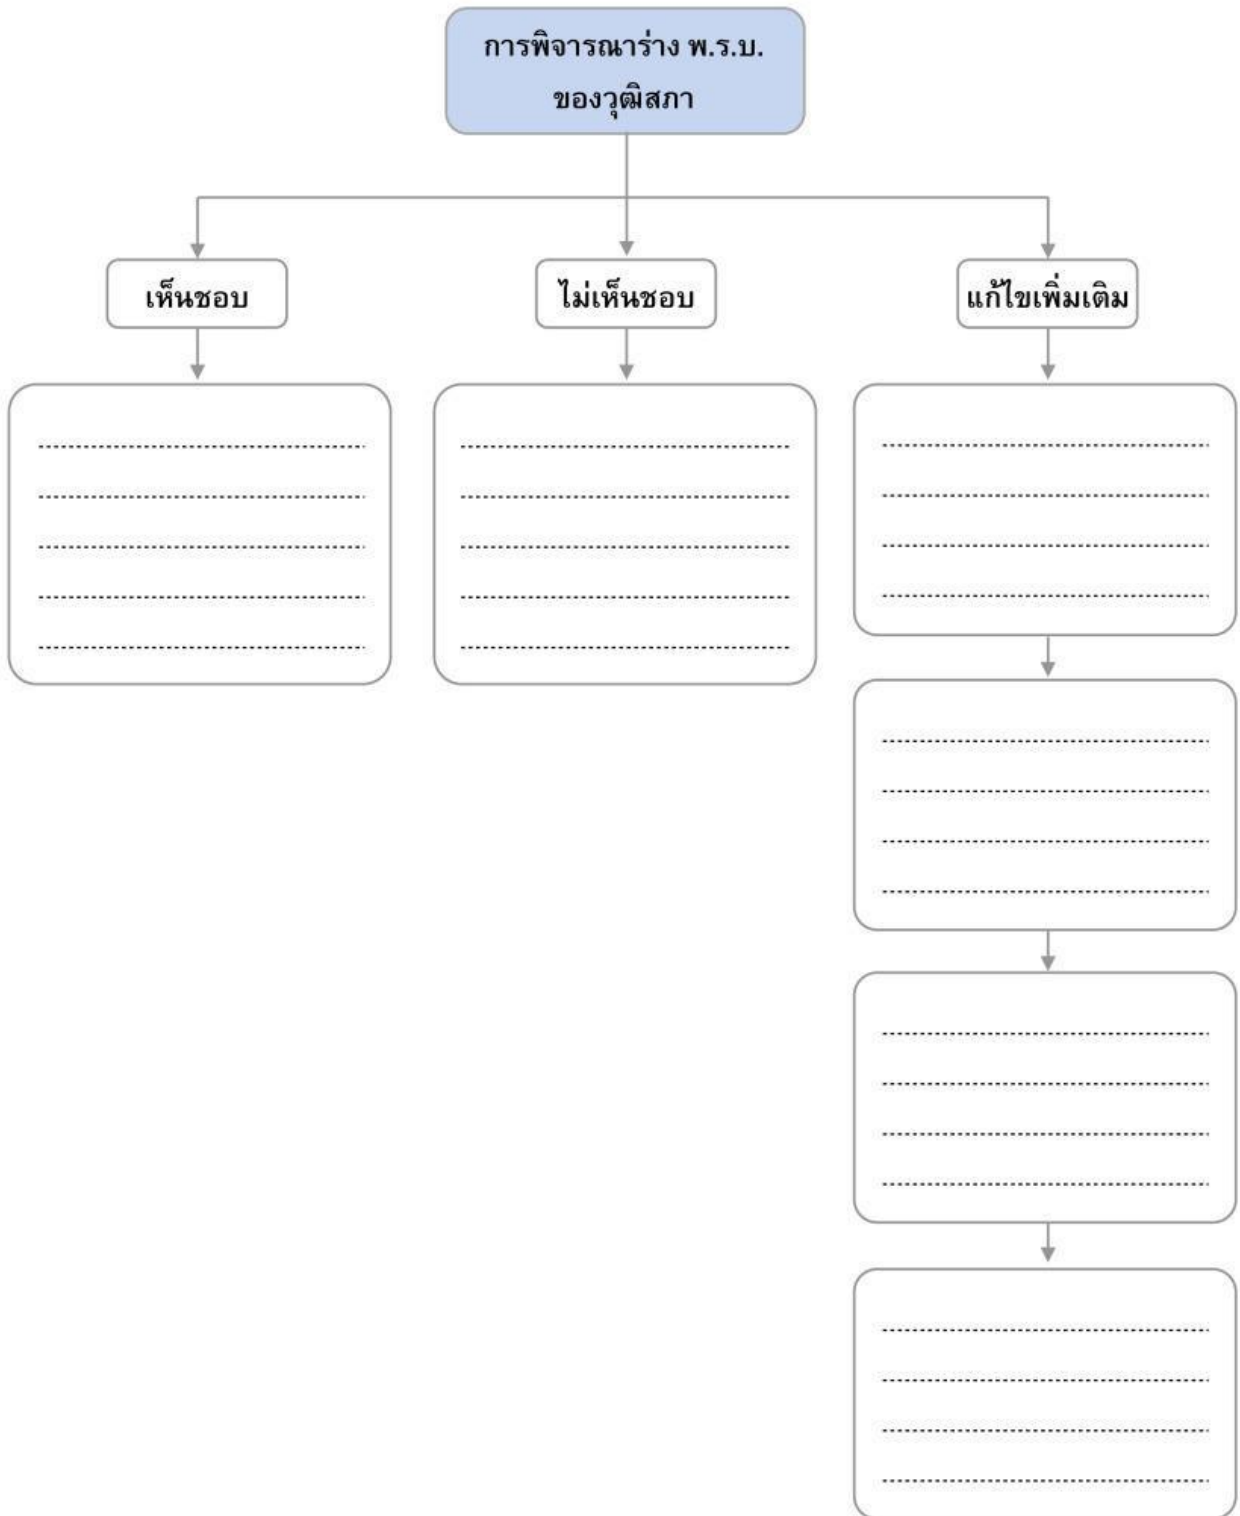 การพิจารณาร่าง พ.ร.บ.
ของวุฒิสภา
เห็นชอบ
ไม่เห็นชอบ
แก้ไขเพิ่มเติม